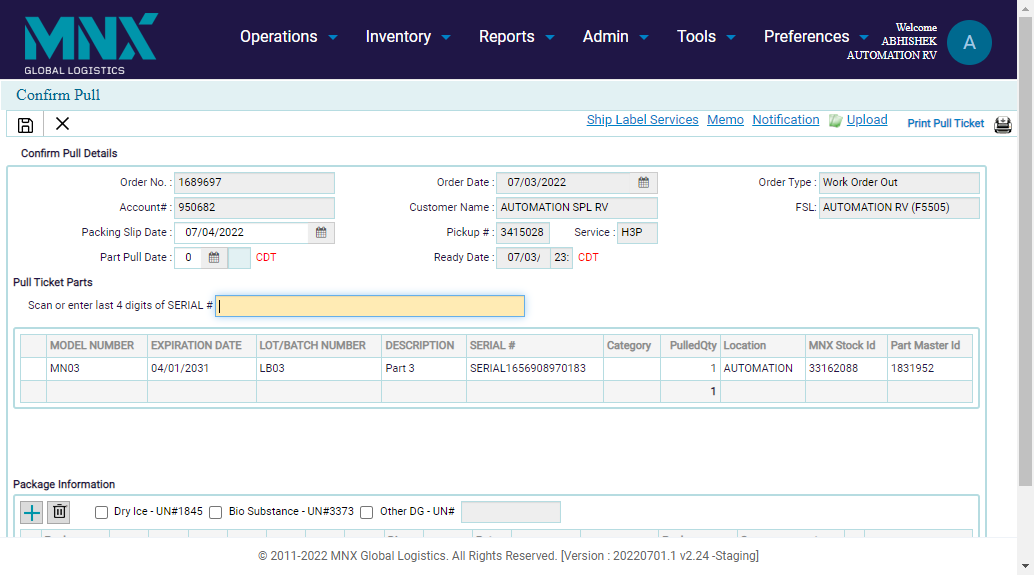 MNX
GLOBAL LOGISTICS
Operations Inventory Reports Admin Tools Preferences
Welcome
ABHISHEK
AUTOMATION RV
A
Confirm Pull
Ship Label Services Memo Notification Upload Print Pull Ticket
Confirm Pull Details
Order No. : 1689697 Order Date : 07/03/2022 Order Type : Work Order Out
Account# : 950682 Customer Name : AUTOMATION SPL RV FSL: AUTOMATION RV (F5505)
Packing Slip Date : 07/04/2022 Pickup # : 3415028 Service : H3P
Part Pull Date : 0 CDT Ready Date : 07/03/ 23: CDT
Pull Ticket Parts
Scan or enter last 4 digits of SERIAL #
MODEL NUMBER EXPIRATION DATE LOT/BATCH NUMBER DESCRIPTION SERIAL # Category PulledQty Location MNX Stock Id Part Master Id
MN03 04/01/2031 LB03 Part 3 SERIAL1656908970183 1 AUTOMATION 33162088 1831952
1
Package Information
Dry Ice - UN#1845 Bio Substance - UN#3373 Other DG - UN#
© 2011-2022 MNX Global Logistics. All Rights Reserved. [Version : 20220701.1 v2.24 -Staging]